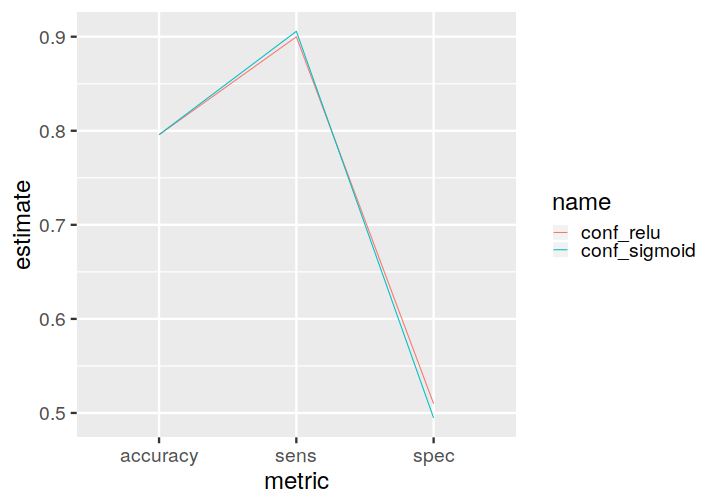 0.9
0.8
0.7
0.6
0.5
estimate
accuracy sens spec
metric
name
conf_relu
conf_sigmoid